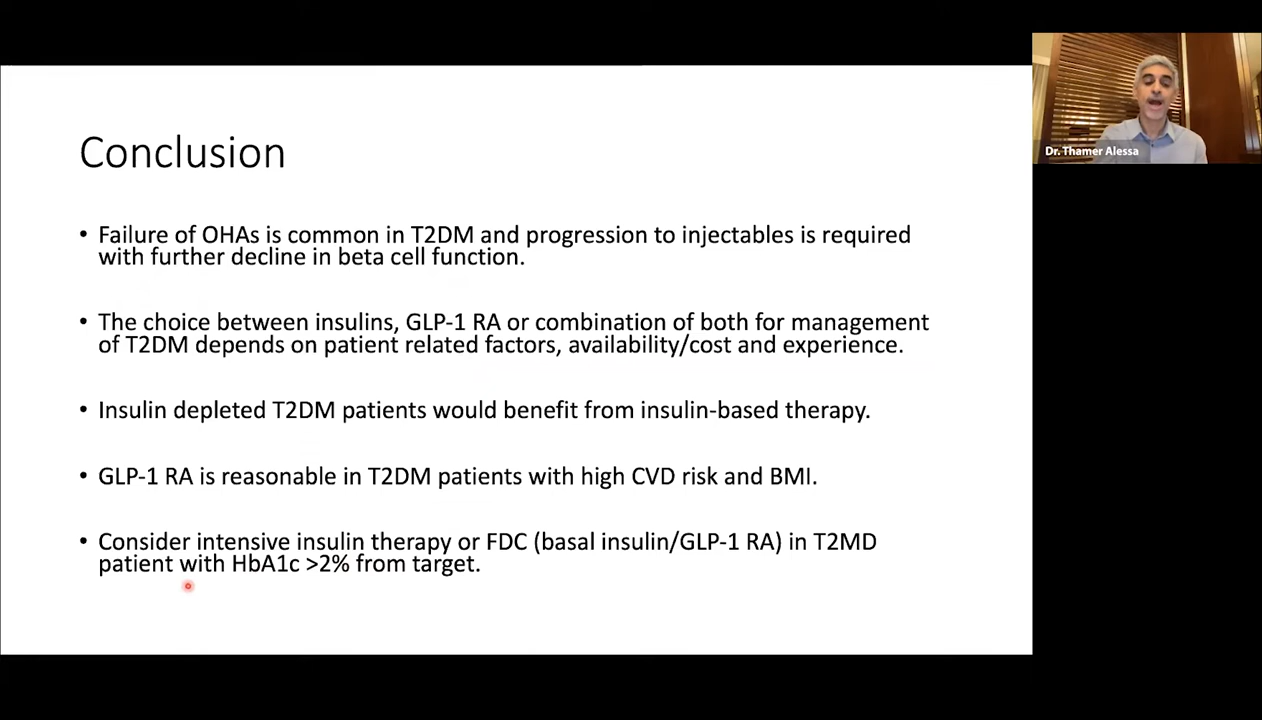 Conclusion
• Failure of OHAs is common in T2DM and progression to injectables is required
with further decline in beta cell function.
• The choice between insulins, GLP-1 RA or combination of both for management
of T2DM depends on patient related factors, availability/cost and experience.
• Insulin depleted T2DM patients would benefit from insulin-based therapy.
• GLP-1 RA is reasonable in T2DM patients with high CVD risk and BMI.
• Consider intensive insulin therapy or FDC (basal insulin/GLP-1 RA) in T2MD
patient with HbA1c >2% from target.
Dr. Thamer Alessa